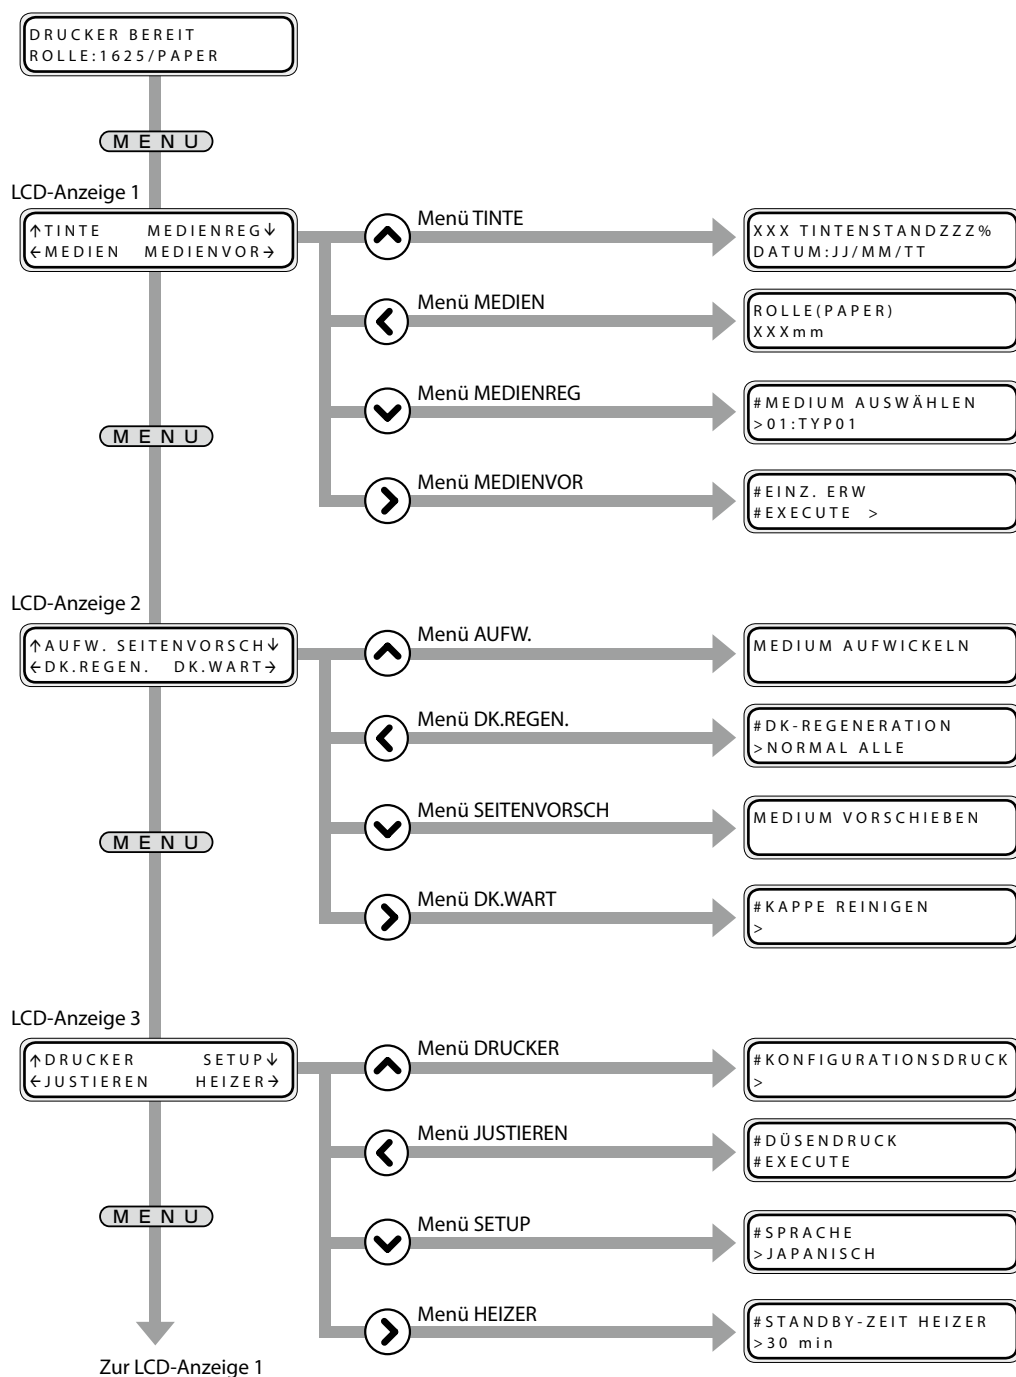 DRUCKER BEREIT
ROLLE:1625/PAPER
MENU
LCD-Anzeige 1
↑TINTE MEDIENREG↓
←MEDIEN MEDIENVOR→
Menü TINTE
XXX TINTENSTANDZZZ%
DATUM:JJ/MM/TT
Menü MEDIEN
ROLLE(PAPER)
XXXmm
Menü MEDIENREG
#MEDIUM AUSWÄHLEN
>01:TYP01
Menü MEDIENVOR
#EINZ. ERW
#EXECUTE >
MENU
LCD-Anzeige 2
↑AUFW. SEITENVORSCH↓
←DK.REGEN. DK.WART→
Menü AUFW.
MEDIUM AUFWICKELN
Menü DK.REGEN.
#DK-REGENERATION
>NORMAL ALLE
Menü SEITENVORSCH
MEDIUM VORSCHIEBEN
Menü DK.WART
#KAPPE REINIGEN
>
MENU
LCD-Anzeige 3
↑DRUCKER SETUP↓
←JUSTIEREN HEIZER→
Menü DRUCKER
#KONFIGURATIONSDRUCK
>
Menü JUSTIEREN
#DÜSENDRUCK
#EXECUTE
Menü SETUP
#SPRACHE
>JAPANISCH
Menü HEIZER
#STANDBY-ZEIT HEIZER
>30 min
MENU
Zur LCD-Anzeige 1